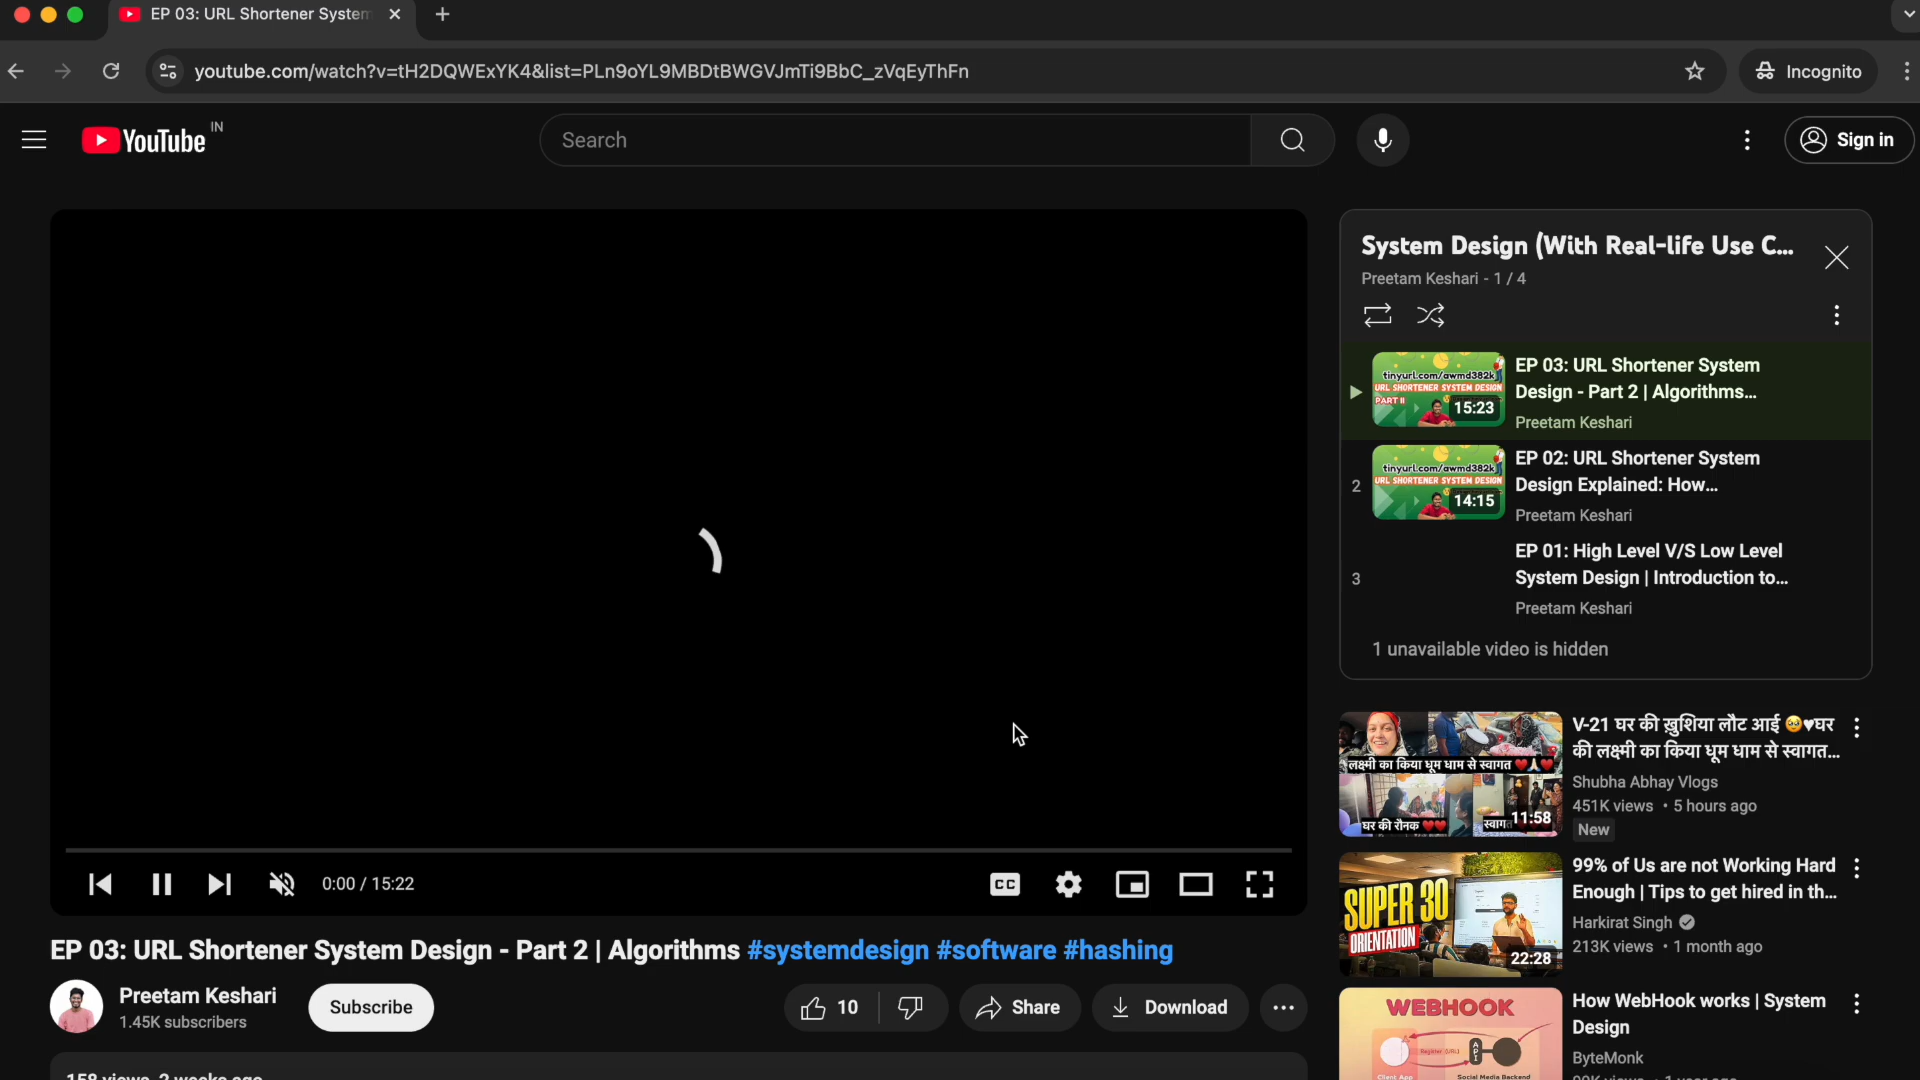 EP 03: URL Shortener System
youtube.com/watch?v=tH2DQWExYK4&list=PLn9oYL9MBDtBWGVJmTi9BbC_zVqEyThFn
Incognito
YouTube IN
Search
Sign in
System Design (With Real-life Use C...
Preetam Keshari - 1 / 4
tinyurl.com/awmd382k
URL SHORTENER SYSTEM DESIGN
PART II
15:23
EP 03: URL Shortener System
Design - Part 2 | Algorithms...
Preetam Keshari
2
tinyurl.com/awmd382k
URL SHORTENER SYSTEM DESIGN
14:15
EP 02: URL Shortener System
Design Explained: How...
Preetam Keshari
3
EP 01: High Level V/S Low Level
System Design | Introduction to...
Preetam Keshari
1 unavailable video is hidden
CC
0:00 / 15:22
EP 03: URL Shortener System Design - Part 2 | Algorithms #systemdesign #software #hashing
Preetam Keshari
1.45K subscribers
Subscribe
10
Share
Download
158 views 2 weeks ago
लक्ष्मी का किया धूम धाम से स्वागत
घर की रौनक
स्वाग
11:58
V-21 घर की ख़ुशिया लौट आई 🥹♥घर
की लक्ष्मी का किया धूम धाम से स्वागत...
Shubha Abhay Vlogs
451K views • 5 hours ago
New
SUPER 30
ORIENTATION
22:28
99% of Us are not Working Hard
Enough | Tips to get hired in th...
Harkirat Singh
213K views • 1 month ago
WEBHOOK
Register (URL)
API
Client App
Social Media Backend
How WebHook works | System
Design
ByteMonk